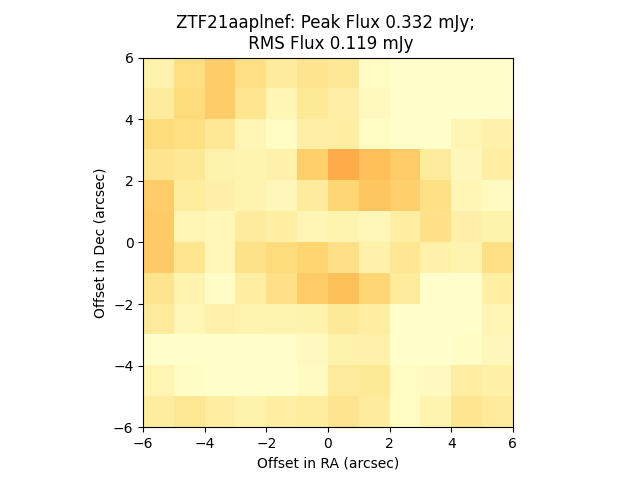 ZTF21aaplnef: Peak Flux 0.332 mJy;
RMS Flux 0.119 mJy
6
4
2
0
−2
−4
−6
Offset in Dec (arcsec)
−6 −4 −2 0 2 4 6
Offset in RA (arcsec)